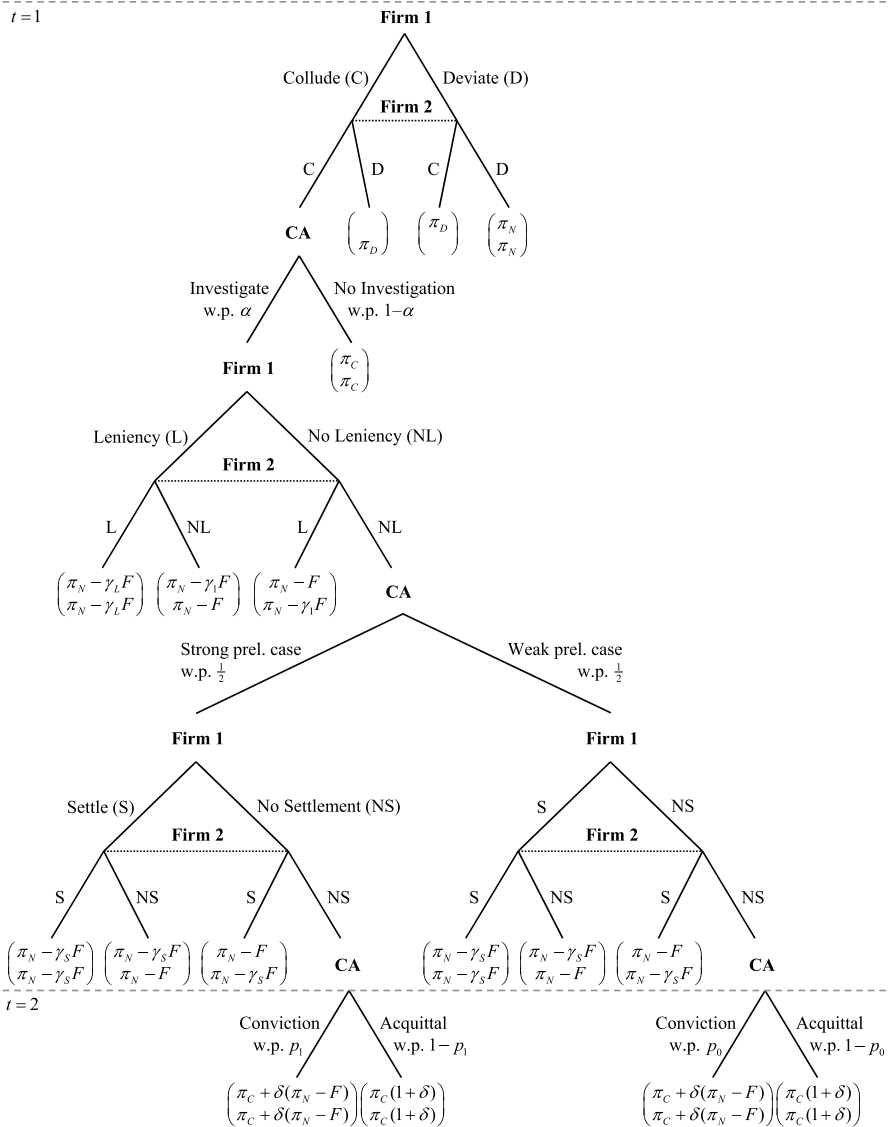 t = 1
Firm 1
Collude (C)
Deviate (D)
Firm 2
C
D
C
D
CA
π_D
π_D
π_N
π_N
Investigate
w.p. α
No Investigation
w.p. 1−α
Firm 1
π_C
π_C
Leniency (L)
No Leniency (NL)
Firm 2
L
NL
L
NL
π_N − γ_L F
π_N − γ_L F
π_N − γ_1 F
π_N − F
π_N − F
π_N − γ_1 F
CA
Strong prel. case
w.p. 1/2
Weak prel. case
w.p. 1/2
Firm 1
Firm 1
Settle (S)
No Settlement (NS)
S
NS
Firm 2
Firm 2
S
NS
S
NS
S
NS
S
NS
π_N − γ_S F
π_N − γ_S F
π_N − γ_S F
π_N − F
π_N − F
π_N − γ_S F
CA
π_N − γ_S F
π_N − γ_S F
π_N − γ_S F
π_N − F
π_N − F
π_N − γ_S F
CA
t = 2
Conviction
w.p. p_1
Acquittal
w.p. 1− p_1
Conviction
w.p. p_0
Acquittal
w.p. 1− p_0
π_C + δ(π_N − F)
π_C + δ(π_N − F)
π_C (1+ δ)
π_C (1+ δ)
π_C + δ(π_N − F)
π_C + δ(π_N − F)
π_C (1+ δ)
π_C (1+ δ)